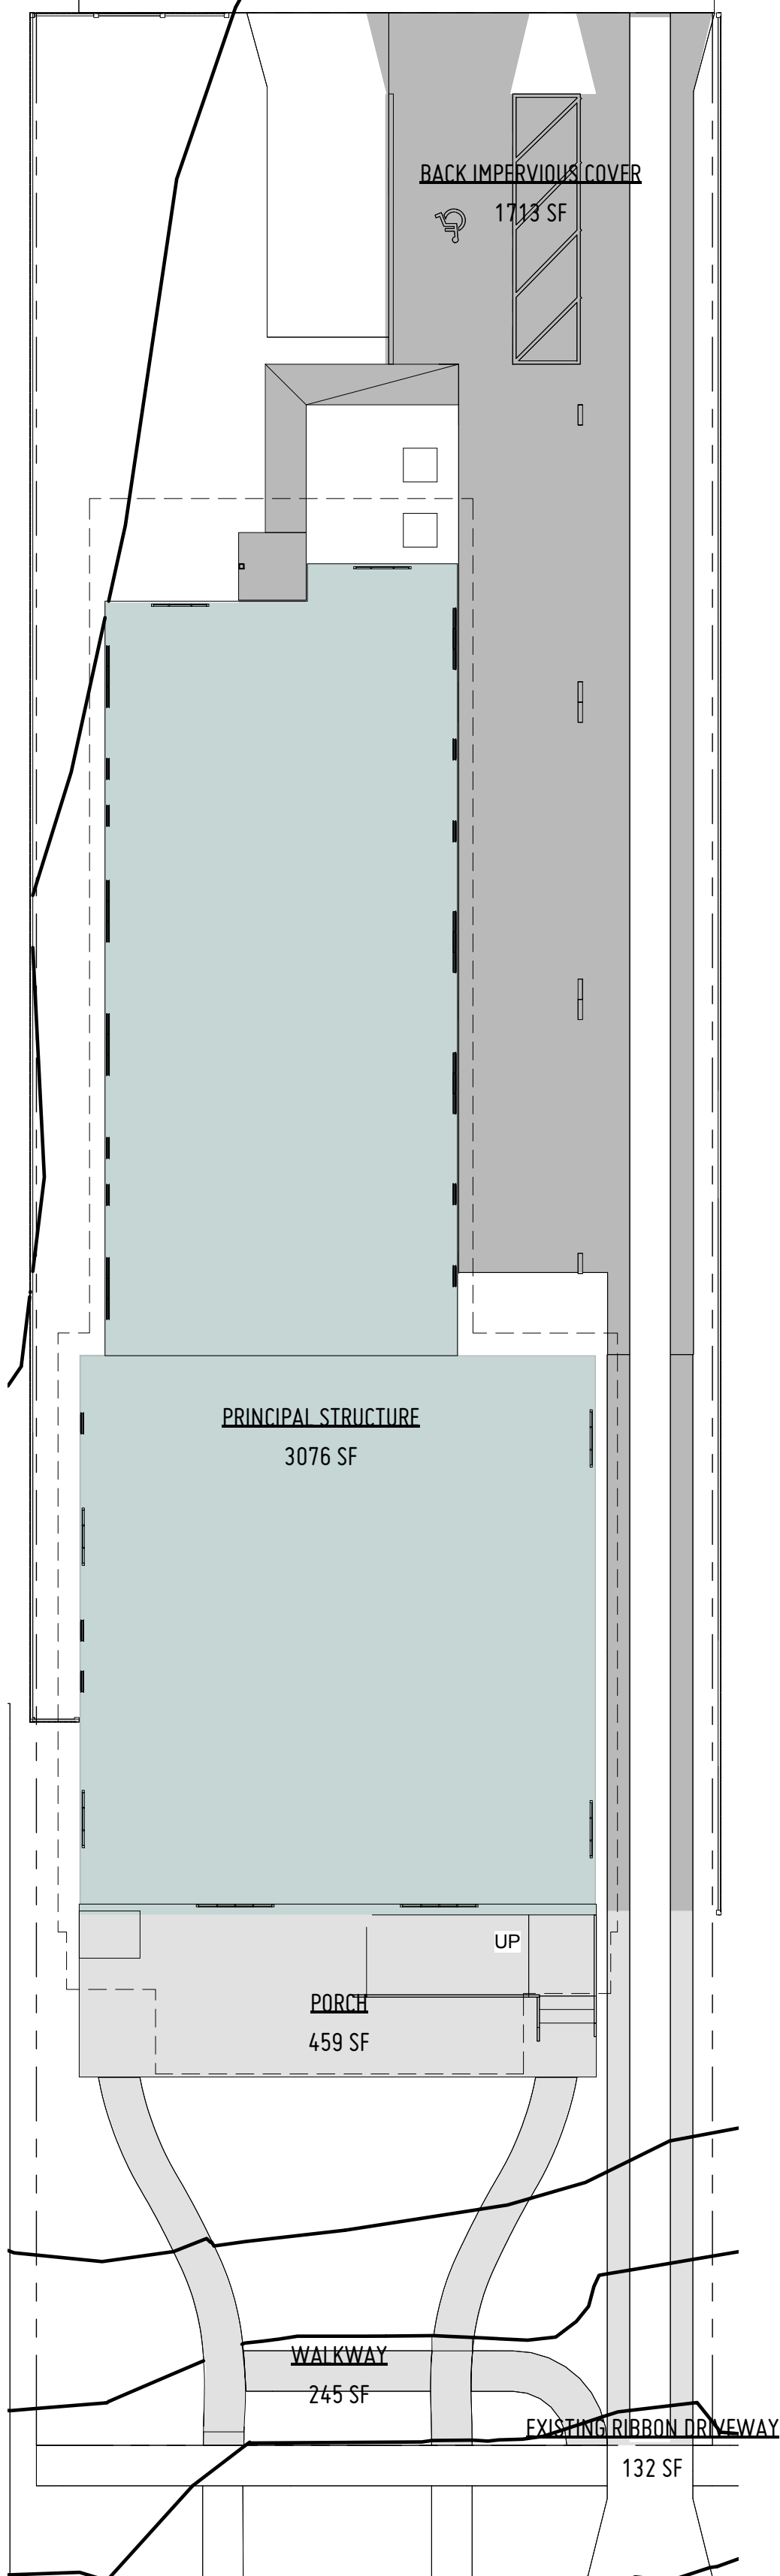 BACK IMPERVIOUS COVER
1713 SF
PRINCIPAL STRUCTURE
3076 SF
UP
PORCH
459 SF
WALKWAY
245 SF
EXISTING RIBBON DRIVEWAY
132 SF